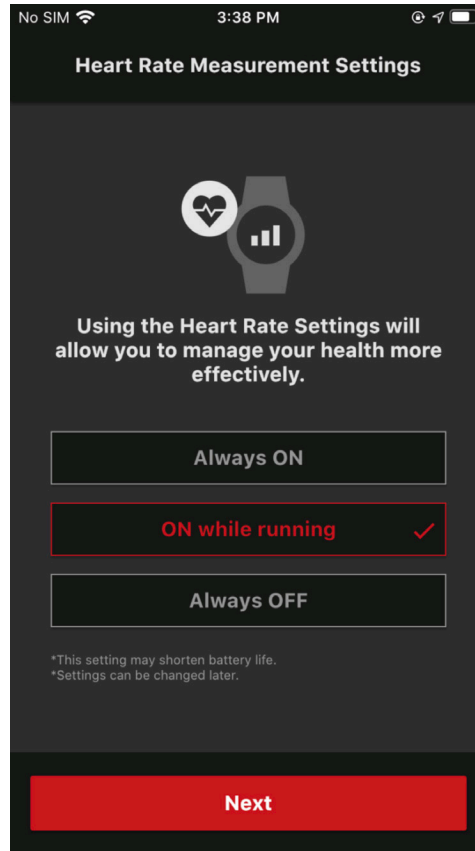 No SIM 3:38 PM
Heart Rate Measurement Settings
Using the Heart Rate Settings will
allow you to manage your health more
effectively.
Always ON
ON while running
Always OFF
*This setting may shorten battery life.
*Settings can be changed later.
Next